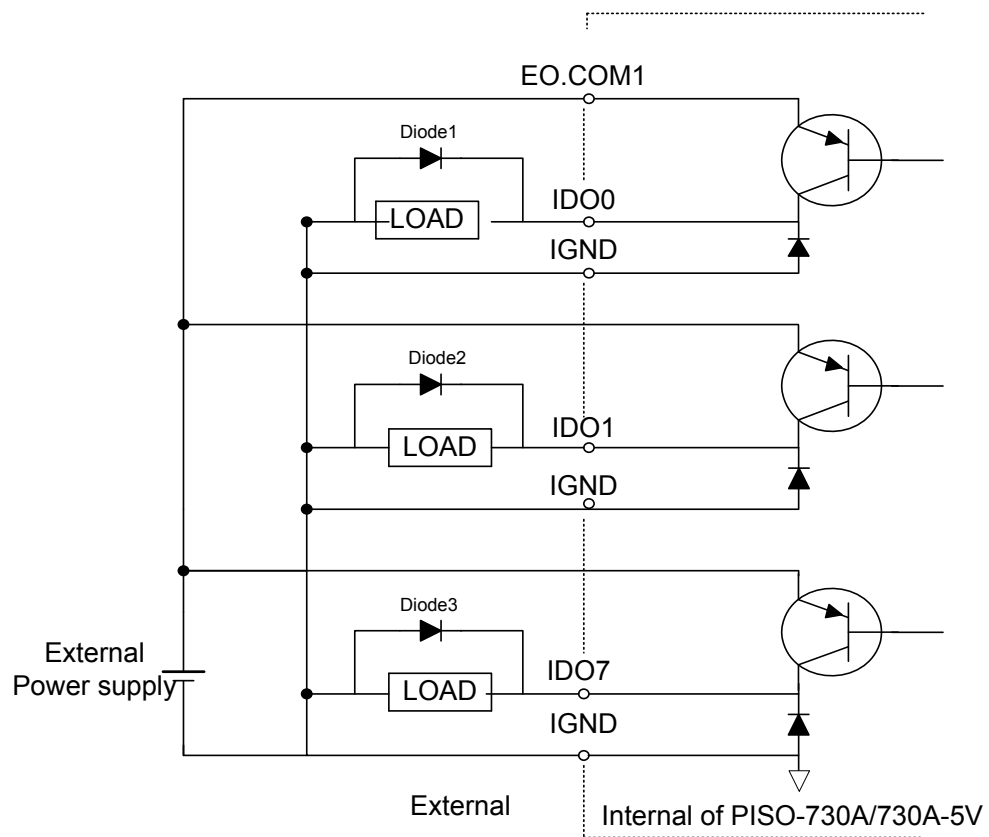 EO.COM1
Diode1
LOAD
IDO0
IGND
Diode2
LOAD
IDO1
IGND
Diode3
LOAD
IDO7
IGND
External
Power supply
External
Internal of PISO-730A/730A-5V